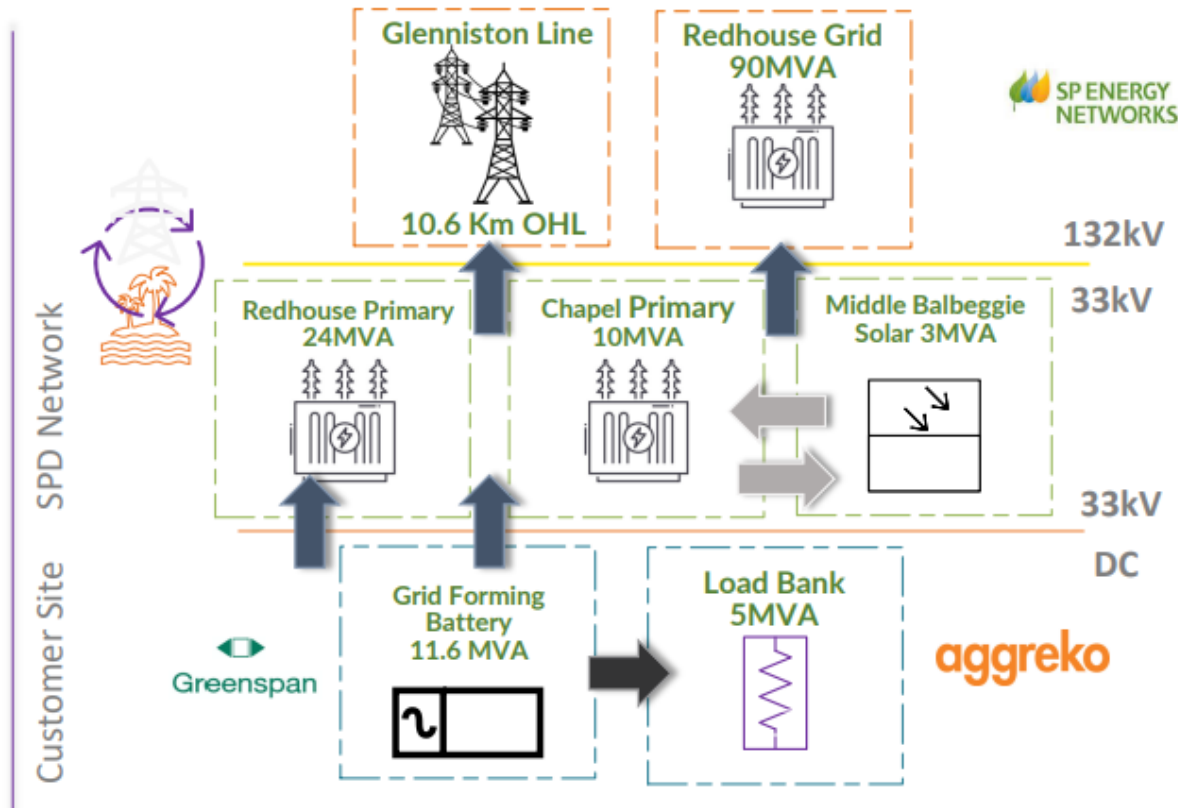 Glenniston Line
10.6 Km OHL
Redhouse Grid
90MVA
SP ENERGY
NETWORKS
132kV
33kV
SPD Network
Redhouse Primary
24MVA
Chapel Primary
10MVA
Middle Balbeggie
Solar 3MVA
33kV
DC
Customer Site
Greenspan
Grid Forming
Battery
11.6 MVA
Load Bank
5MVA
aggreko